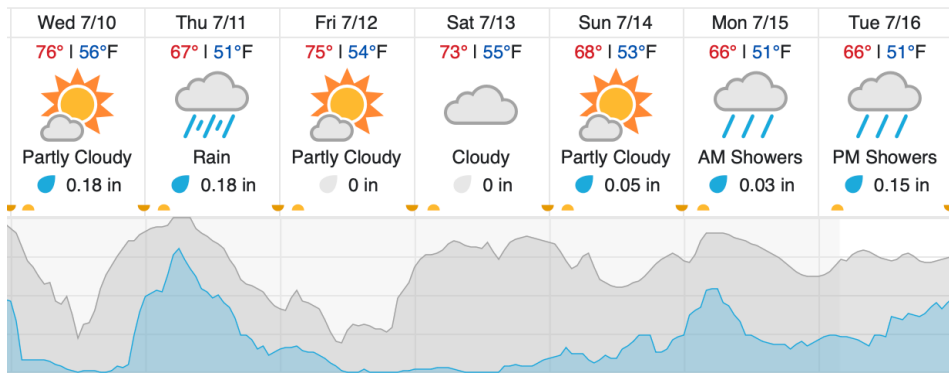 Wed 7/10 Thu 7/11 Fri 7/12 Sat 7/13 Sun 7/14 Mon 7/15 Tue 7/16
76° | 56°F 67° | 51°F 75° | 54°F 73° | 55°F 68° | 53°F 66° | 51°F 66° | 51°F
Partly Cloudy Rain Partly Cloudy Cloudy Partly Cloudy AM Showers PM Showers
0.18 in 0.18 in 0 in 0 in 0.05 in 0.03 in 0.15 in